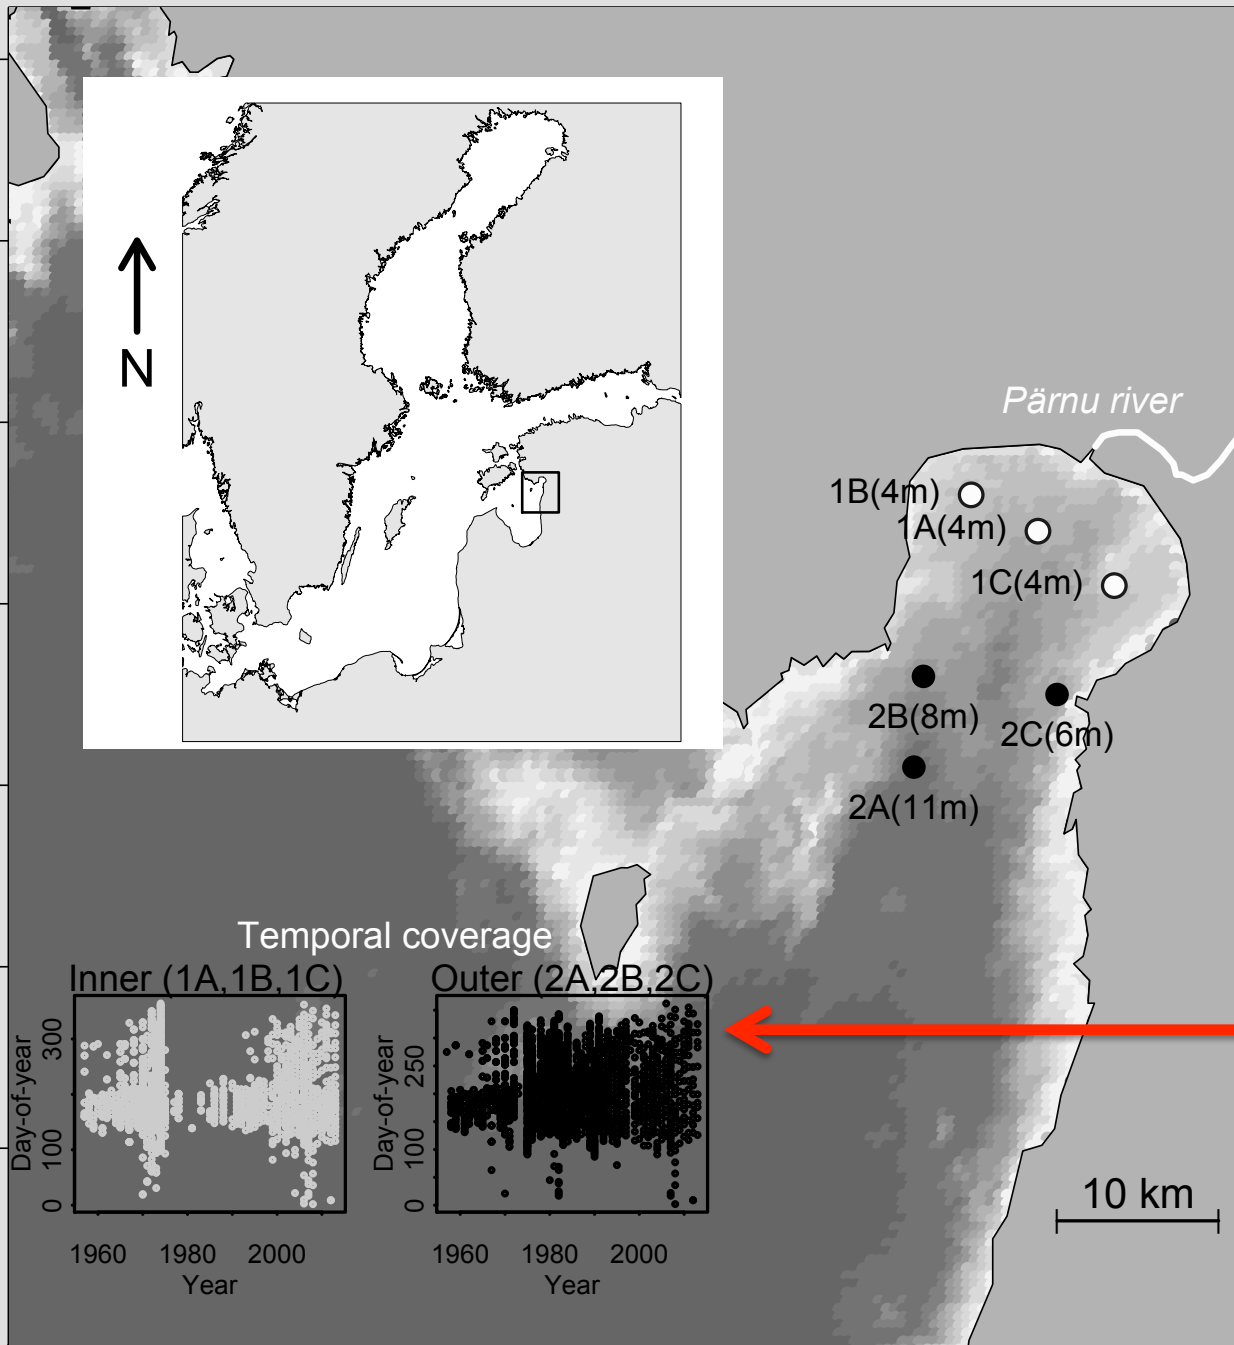 N
Pärnu river
1B(4m)
1A(4m)
1C(4m)
2B(8m)
2C(6m)
2A(11m)
Temporal coverage
Inner (1A,1B,1C)
Outer (2A,2B,2C)
Day-of-year
0
100
300
1960
1980
2000
Year
Day-of-year
0
100
250
1960
1980
2000
Year
10 km